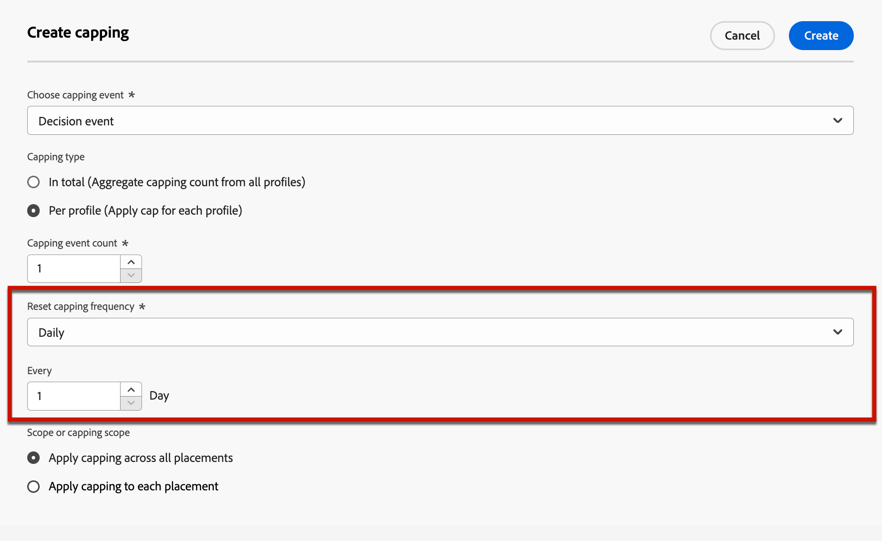 Create capping
Cancel
Create
Choose capping event *
Decision event
Capping type
In total (Aggregate capping count from all profiles)
Per profile (Apply cap for each profile)
Capping event count *
1
Reset capping frequency *
Daily
Every
1 Day
Scope or capping scope
Apply capping across all placements
Apply capping to each placement